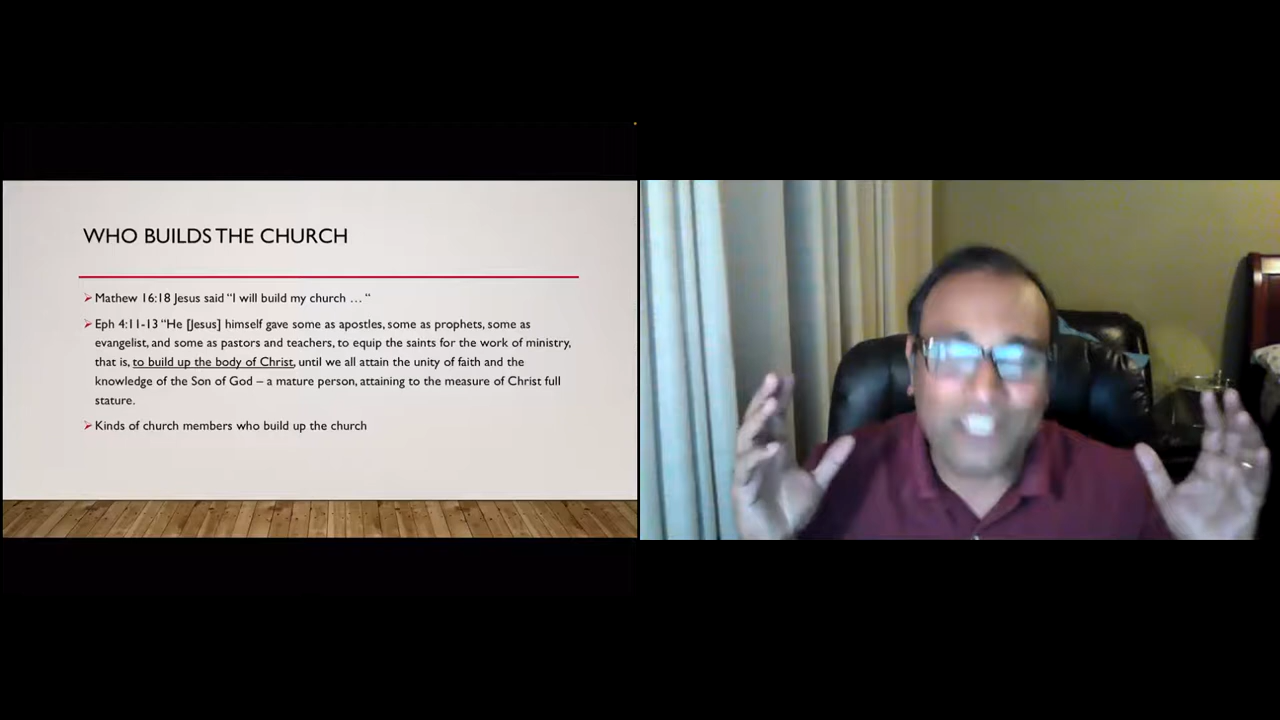 WHO BUILDS THE CHURCH
Mathew 16:18 Jesus said “I will build my church … “
Eph 4:11-13 “He [Jesus] himself gave some as apostles, some as prophets, some as
evangelist, and some as pastors and teachers, to equip the saints for the work of ministry,
that is, to build up the body of Christ, until we all attain the unity of faith and the
knowledge of the Son of God – a mature person, attaining to the measure of Christ full
stature.
Kinds of church members who build up the church